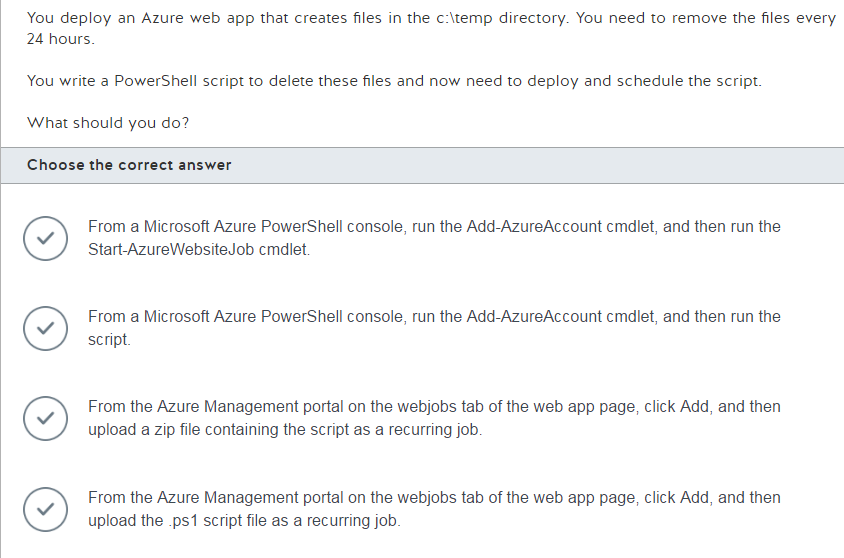 You deploy an Azure web app that creates files in the c:\temp directory. You need to remove the files every
24 hours.
You write a PowerShell script to delete these files and now need to deploy and schedule the script.
What should you do?
Choose the correct answer
From a Microsoft Azure PowerShell console, run the Add-AzureAccount cmdlet, and then run the
Start-AzureWebsiteJob cmdlet.
From a Microsoft Azure PowerShell console, run the Add-AzureAccount cmdlet, and then run the
script.
From the Azure Management portal on the webjobs tab of the web app page, click Add, and then
upload a zip file containing the script as a recurring job.
From the Azure Management portal on the webjobs tab of the web app page, click Add, and then
upload the .ps1 script file as a recurring job.